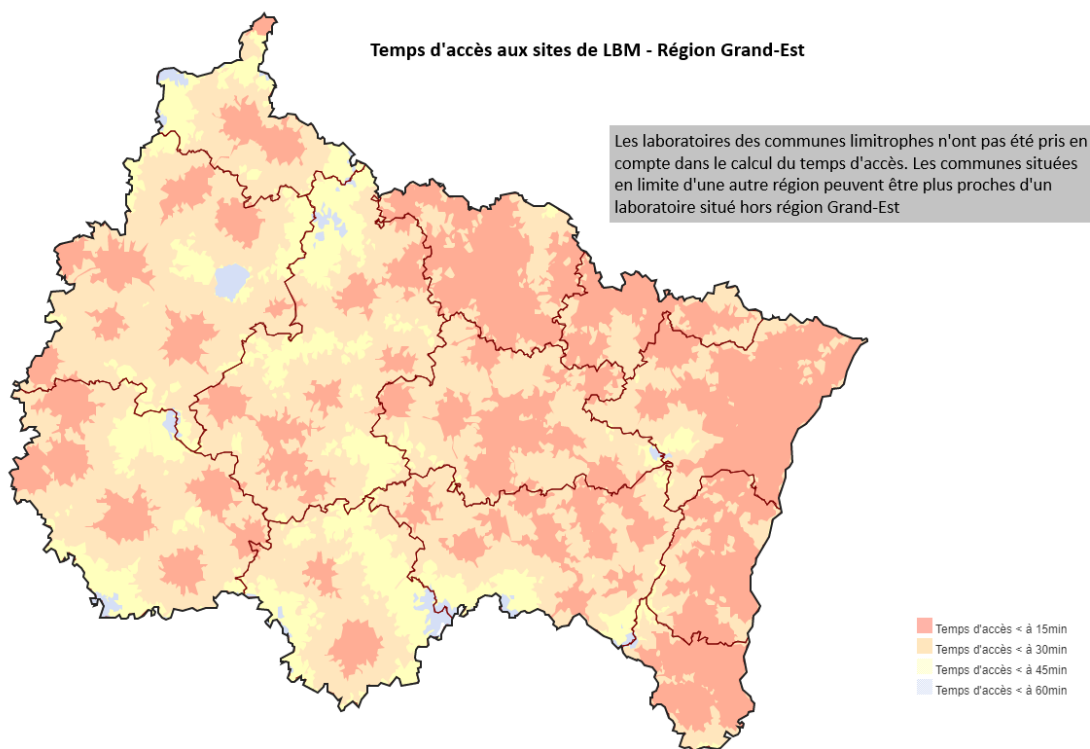 Temps d'accès aux sites de LBM - Région Grand-Est
Les laboratoires des communes limitrophes n'ont pas été pris en
compte dans le calcul du temps d'accès. Les communes situées
en limite d'une autre région peuvent être plus proches d'un
laboratoire situé hors région Grand-Est
Temps d'accès < à 15min
Temps d'accès < à 30min
Temps d'accès < à 45min
Temps d'accès < à 60min